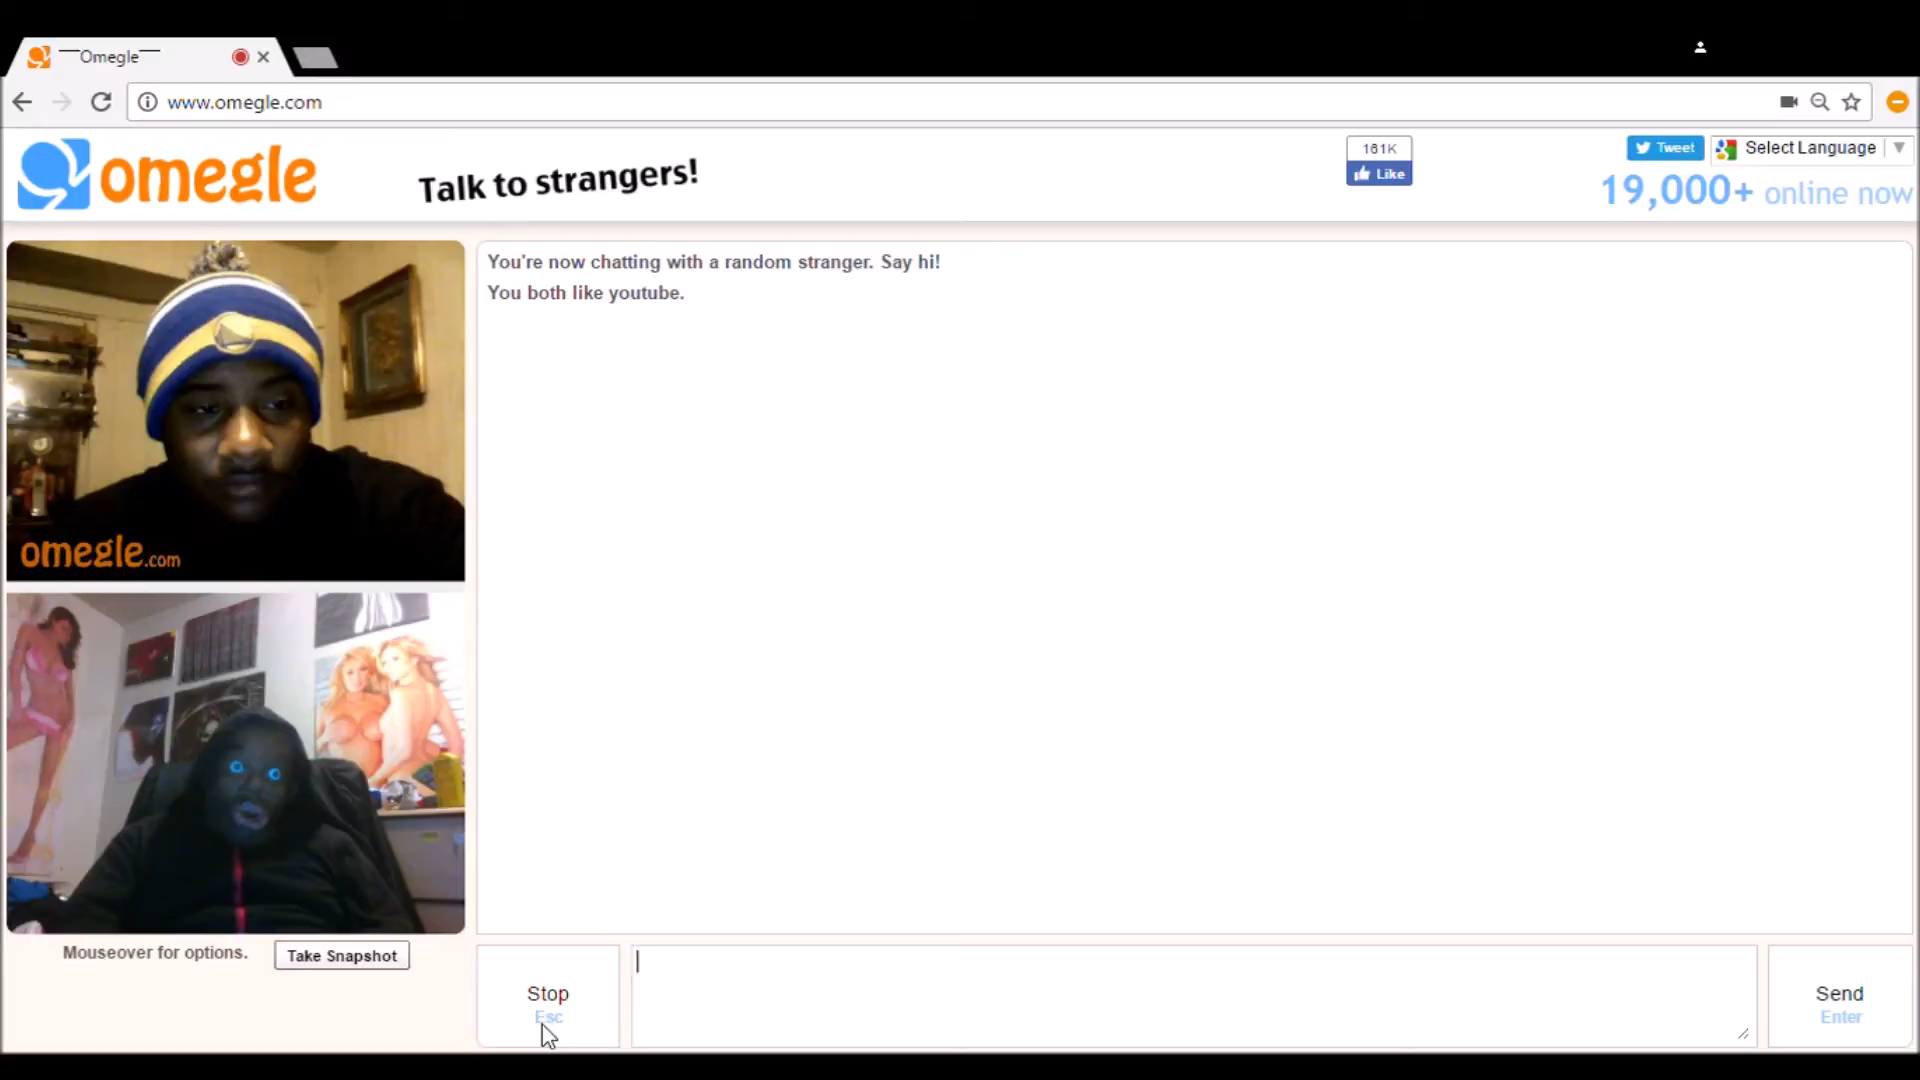 Omegle
www.omegle.com
omegle
Talk to strangers!
161K
Like
Tweet
Select Language
19,000+ online now
You're now chatting with a random stranger. Say hi!
You both like youtube.
omegle.com
Mouseover for options.
Take Snapshot
Stop
Esc
Send
Enter